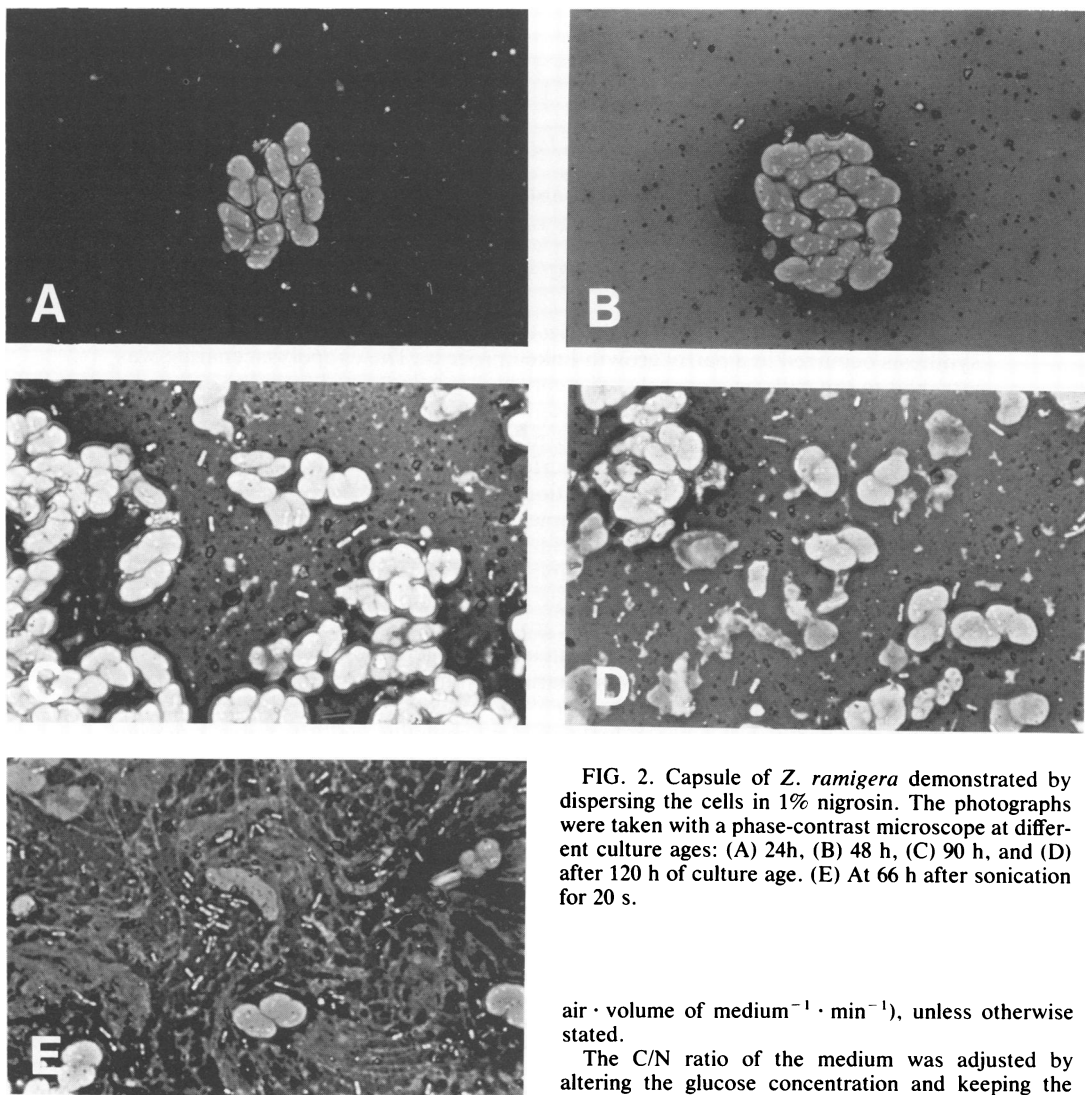 A
B
C
D
FIG. 2. Capsule of Z. ramigera demonstrated by
dispersing the cells in 1% nigrosin. The photographs
were taken with a phase-contrast microscope at differ-
ent culture ages: (A) 24h, (B) 48 h, (C) 90 h, and (D)
after 120 h of culture age. (E) At 66 h after sonication
for 20 s.
E
air · volume of medium⁻¹ · min⁻¹), unless otherwise
stated.
The C/N ratio of the medium was adjusted by
altering the glucose concentration and keeping the